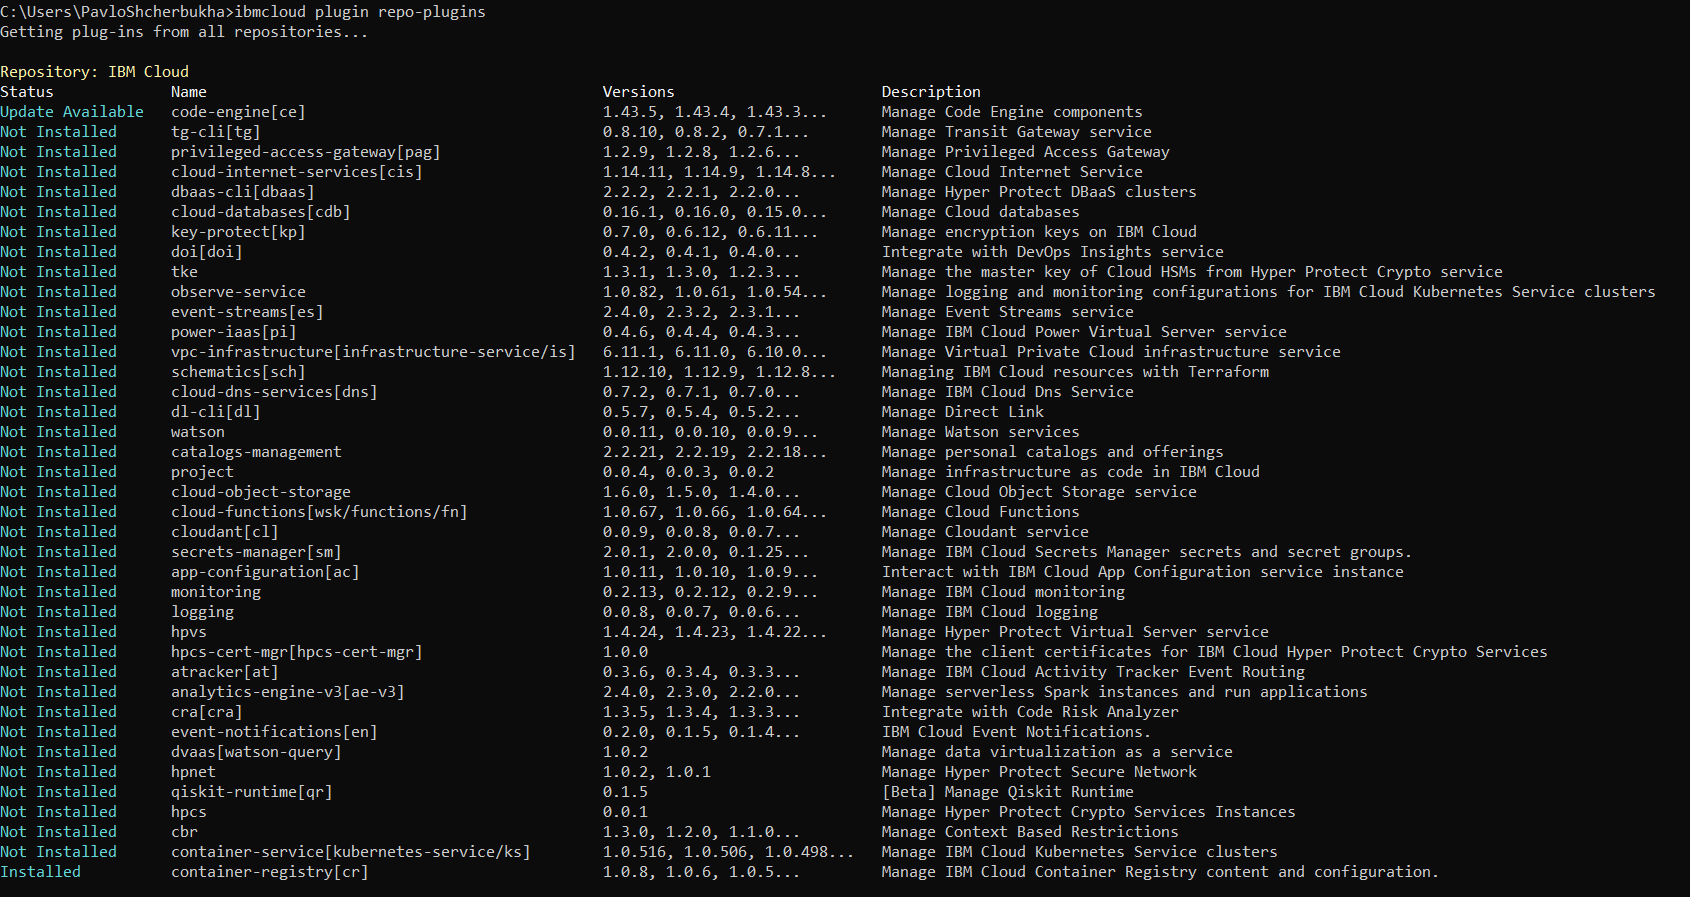 C:\Users\PavloShcherbukha>ibmcloud plugin repo-plugins
Getting plug-ins from all repositories...

Repository: IBM Cloud
Status Name Versions Description
Update Available code-engine[ce] 1.43.5, 1.43.4, 1.43.3... Manage Code Engine components
Not Installed tg-cli[tg] 0.8.10, 0.8.2, 0.7.1... Manage Transit Gateway service
Not Installed privileged-access-gateway[pag] 1.2.9, 1.2.8, 1.2.6... Manage Privileged Access Gateway
Not Installed cloud-internet-services[cis] 1.14.11, 1.14.9, 1.14.8... Manage Cloud Internet Service
Not Installed dbaas-cli[dbaas] 2.2.2, 2.2.1, 2.2.0... Manage Hyper Protect DBaaS clusters
Not Installed cloud-databases[cdb] 0.16.1, 0.16.0, 0.15.0... Manage Cloud databases
Not Installed key-protect[kp] 0.7.0, 0.6.12, 0.6.11... Manage encryption keys on IBM Cloud
Not Installed doi[doi] 0.4.2, 0.4.1, 0.4.0... Integrate with DevOps Insights service
Not Installed tke 1.3.1, 1.3.0, 1.2.3... Manage the master key of Cloud HSMs from Hyper Protect Crypto service
Not Installed observe-service 1.0.82, 1.0.61, 1.0.54... Manage logging and monitoring configurations for IBM Cloud Kubernetes Service clusters
Not Installed event-streams[es] 2.4.0, 2.3.2, 2.3.1... Manage Event Streams service
Not Installed power-iaas[pi] 0.4.6, 0.4.4, 0.4.3... Manage IBM Cloud Power Virtual Server service
Not Installed vpc-infrastructure[infrastructure-service/is] 6.11.1, 6.11.0, 6.10.0... Manage Virtual Private Cloud infrastructure service
Not Installed schematics[sch] 1.12.10, 1.12.9, 1.12.8... Managing IBM Cloud resources with Terraform
Not Installed cloud-dns-services[dns] 0.7.2, 0.7.1, 0.7.0... Manage IBM Cloud Dns Service
Not Installed dl-cli[dl] 0.5.7, 0.5.4, 0.5.2... Manage Direct Link
Not Installed watson 0.0.11, 0.0.10, 0.0.9... Manage Watson services
Not Installed catalogs-management 2.2.21, 2.2.19, 2.2.18... Manage personal catalogs and offerings
Not Installed project 0.0.4, 0.0.3, 0.0.2 Manage infrastructure as code in IBM Cloud
Not Installed cloud-object-storage 1.6.0, 1.5.0, 1.4.0... Manage Cloud Object Storage service
Not Installed cloud-functions[wsk/functions/fn] 1.0.67, 1.0.66, 1.0.64... Manage Cloud Functions
Not Installed cloudant[cl] 0.0.9, 0.0.8, 0.0.7... Manage Cloudant service
Not Installed secrets-manager[sm] 2.0.1, 2.0.0, 0.1.25... Manage IBM Cloud Secrets Manager secrets and secret groups.
Not Installed app-configuration[ac] 1.0.11, 1.0.10, 1.0.9... Interact with IBM Cloud App Configuration service instance
Not Installed monitoring 0.2.13, 0.2.12, 0.2.9... Manage IBM Cloud monitoring
Not Installed logging 0.0.8, 0.0.7, 0.0.6... Manage IBM Cloud logging
Not Installed hpvs 1.4.24, 1.4.23, 1.4.22... Manage Hyper Protect Virtual Server service
Not Installed hpcs-cert-mgr[hpcs-cert-mgr] 1.0.0 Manage the client certificates for IBM Cloud Hyper Protect Crypto Services
Not Installed atracker[at] 0.3.6, 0.3.4, 0.3.3... Manage IBM Cloud Activity Tracker Event Routing
Not Installed analytics-engine-v3[ae-v3] 2.4.0, 2.3.0, 2.2.0... Manage serverless Spark instances and run applications
Not Installed cra[cra] 1.3.5, 1.3.4, 1.3.3... Integrate with Code Risk Analyzer
Not Installed event-notifications[en] 0.2.0, 0.1.5, 0.1.4... IBM Cloud Event Notifications.
Not Installed dvaas[watson-query] 1.0.2 Manage data virtualization as a service
Not Installed hpnet 1.0.2, 1.0.1 Manage Hyper Protect Secure Network
Not Installed qiskit-runtime[qr] 0.1.5 [Beta] Manage Qiskit Runtime
Not Installed hpcs 0.0.1 Manage Hyper Protect Crypto Services Instances
Not Installed cbr 1.3.0, 1.2.0, 1.1.0... Manage Context Based Restrictions
Not Installed container-service[kubernetes-service/ks] 1.0.516, 1.0.506, 1.0.498... Manage IBM Cloud Kubernetes Service clusters
Installed container-registry[cr] 1.0.8, 1.0.6, 1.0.5... Manage IBM Cloud Container Registry content and configuration.